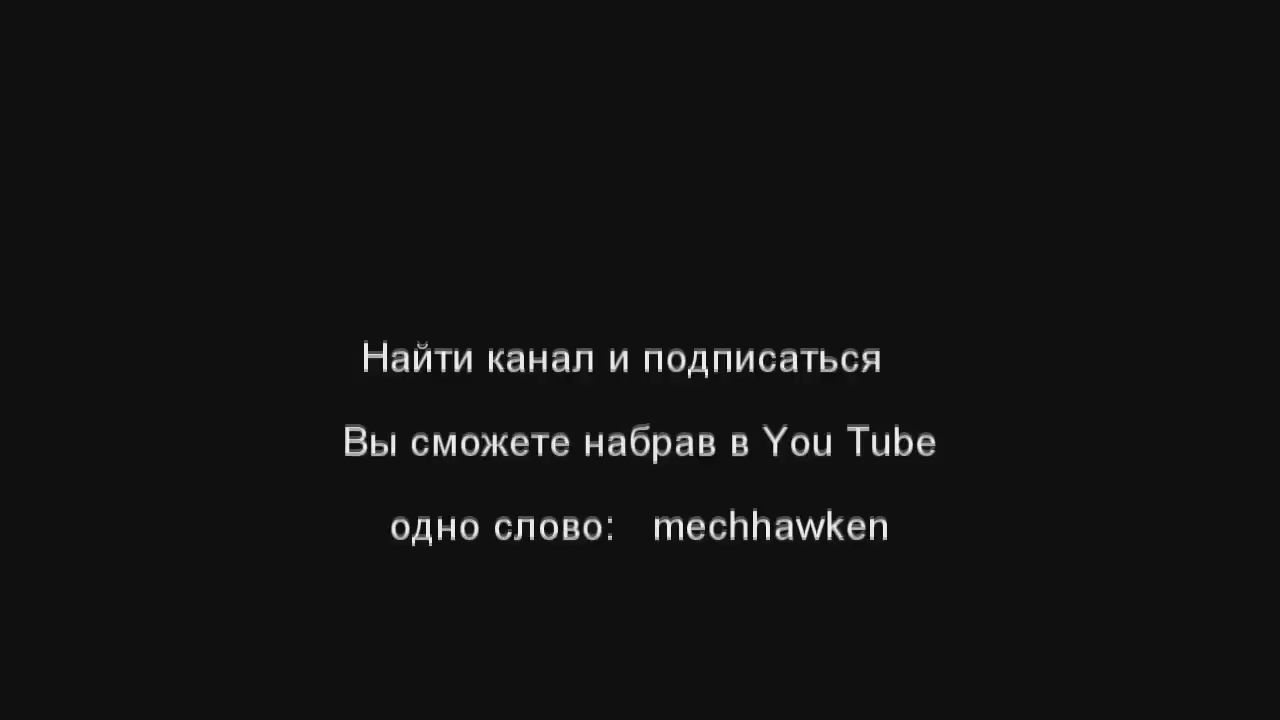 Найти канал и подписаться
Вы сможете набрав в You Tube
одно слово: mechhawken